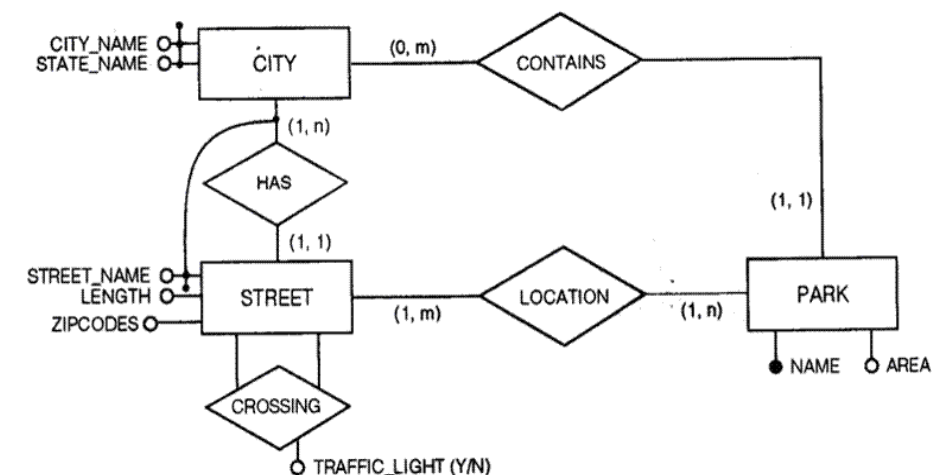 CITY_NAME
STATE_NAME
CITY
(0, m)
CONTAINS
(1, n)
HAS
(1, 1)
(1, 1)
STREET_NAME
LENGTH
ZIPCODES
STREET
(1, m)
LOCATION
(1, n)
PARK
NAME
AREA
CROSSING
TRAFFIC_LIGHT (Y/N)